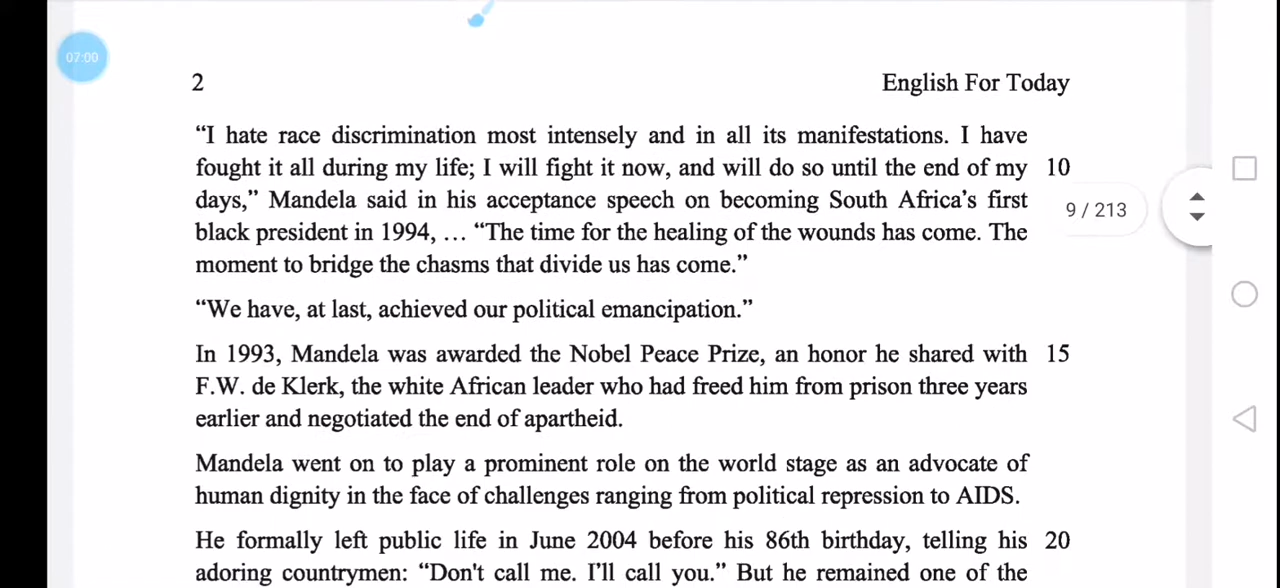 07:00
2 English For Today
“I hate race discrimination most intensely and in all its manifestations. I have
fought it all during my life; I will fight it now, and will do so until the end of my 10
days,” Mandela said in his acceptance speech on becoming South Africa’s first
9 / 213
black president in 1994, … “The time for the healing of the wounds has come. The
moment to bridge the chasms that divide us has come.”
“We have, at last, achieved our political emancipation.”
In 1993, Mandela was awarded the Nobel Peace Prize, an honor he shared with 15
F.W. de Klerk, the white African leader who had freed him from prison three years
earlier and negotiated the end of apartheid.
Mandela went on to play a prominent role on the world stage as an advocate of
human dignity in the face of challenges ranging from political repression to AIDS.
He formally left public life in June 2004 before his 86th birthday, telling his 20
adoring countrymen: “Don't call me. I'll call you.” But he remained one of the